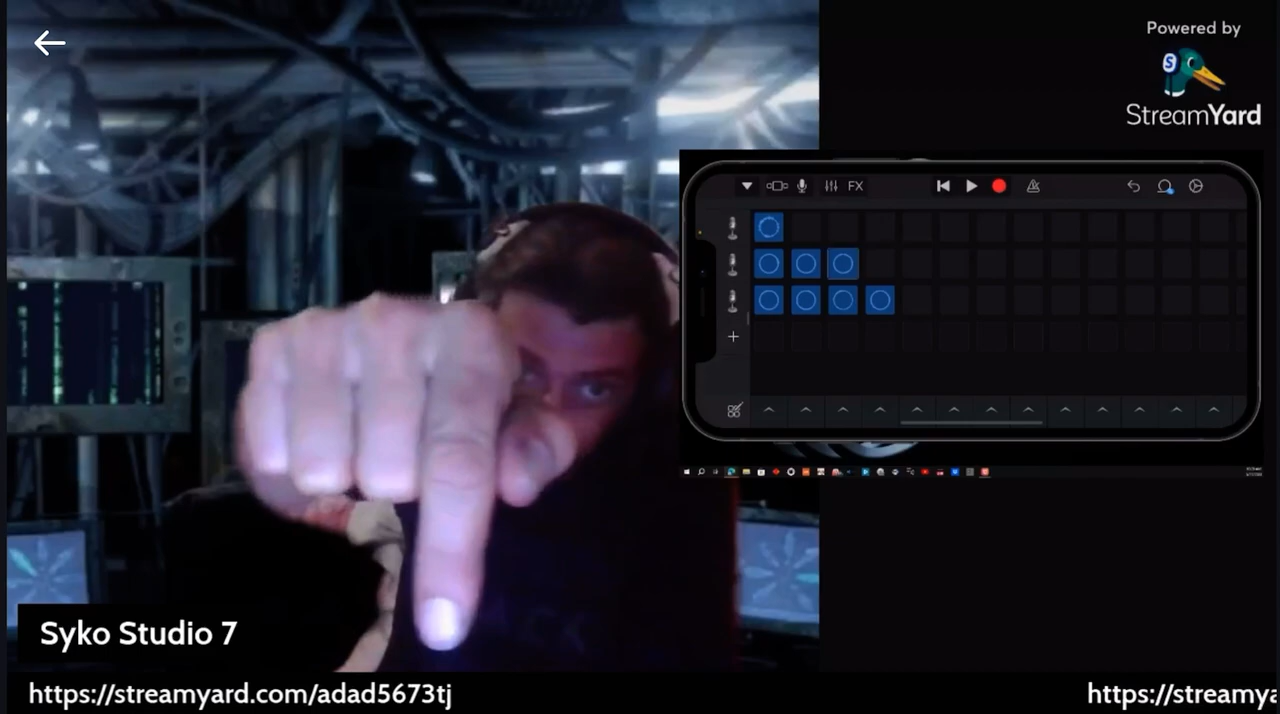 Powered by
S
StreamYard
FX
Syko Studio 7
https://streamyard.com/adad5673tj
https://streamya